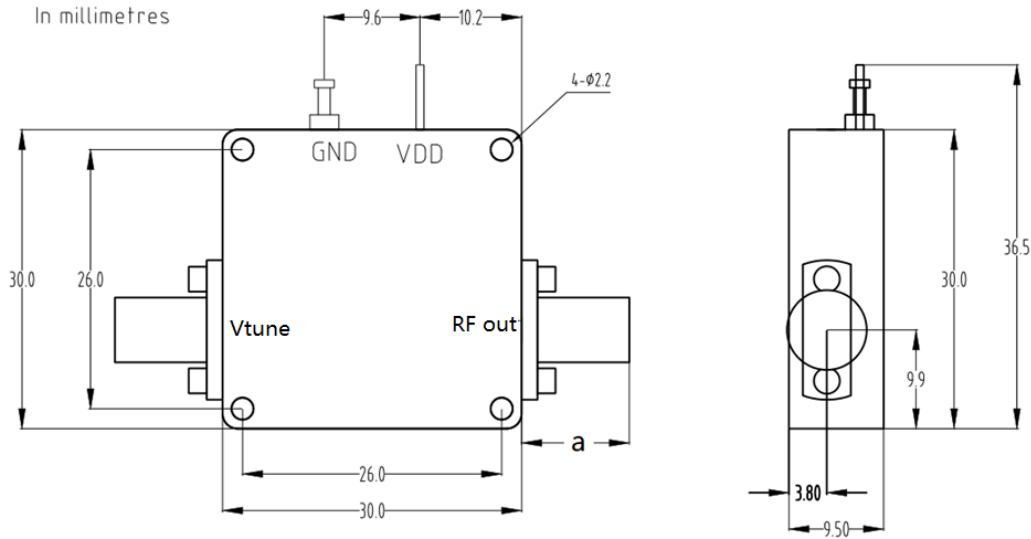 In millimetres
9.6
10.2
4-Φ2.2
GND
VDD
30.0
26.0
Vtune
RF out
a
26.0
30.0
36.5
30.0
9.9
3.80
9.50